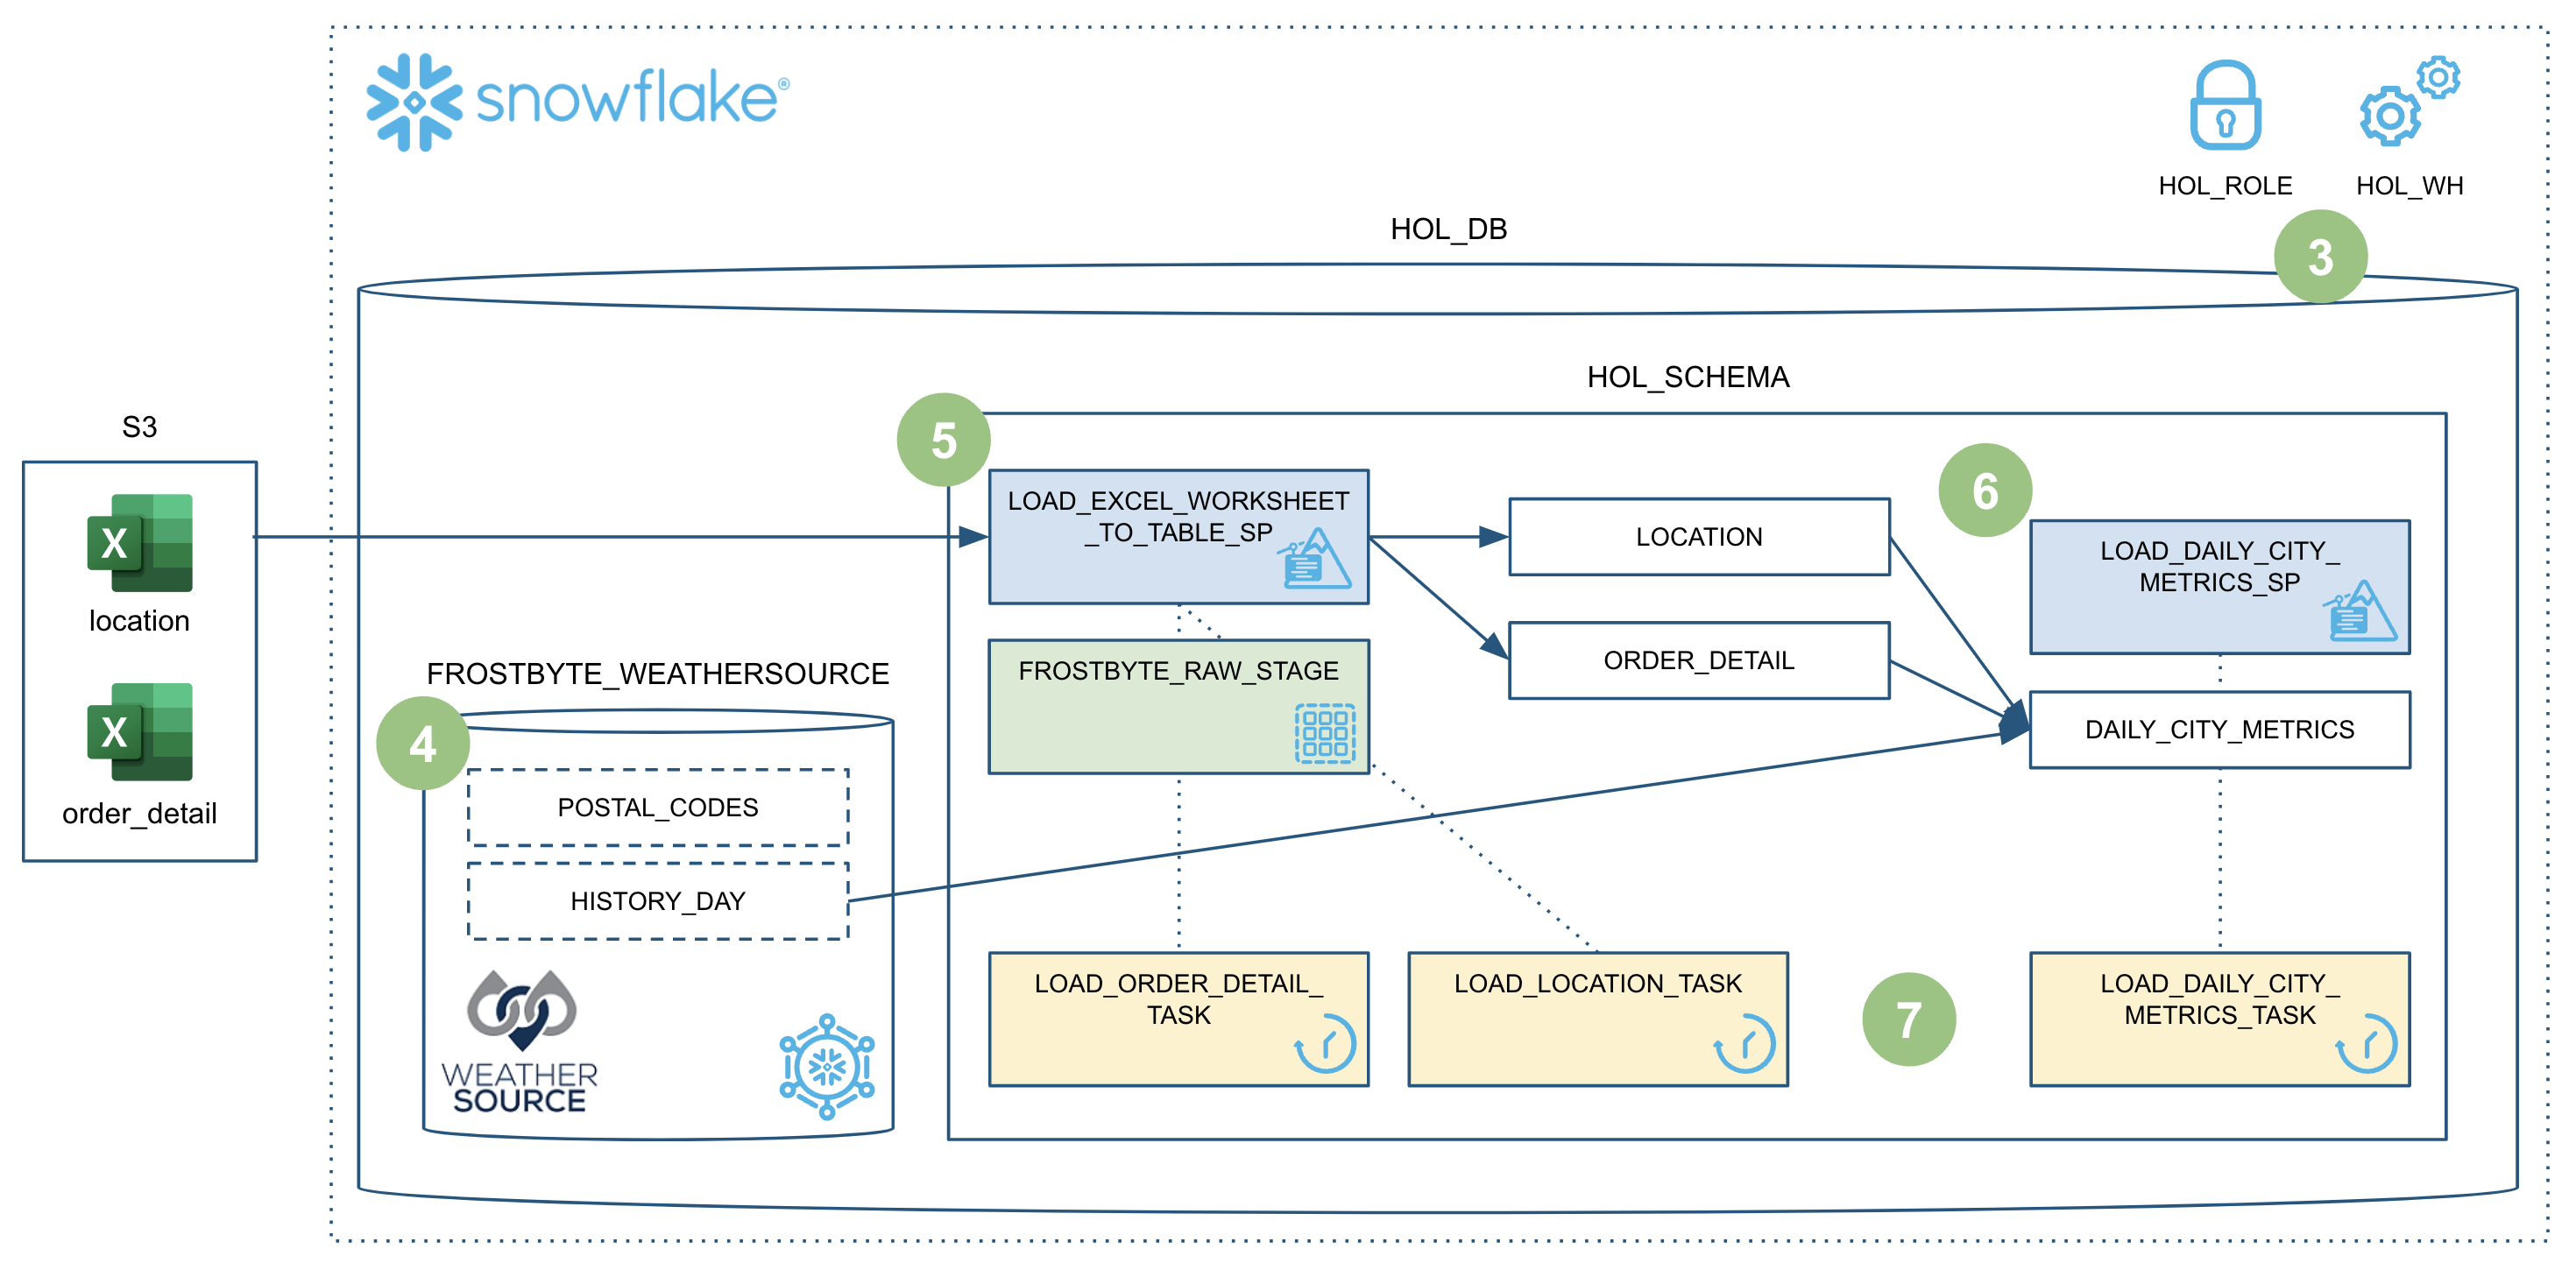 snowflake®
HOL_ROLE
HOL_WH
HOL_DB
3
HOL_SCHEMA
S3
X
location
X
order_detail
5
LOAD_EXCEL_WORKSHEET
_TO_TABLE_SP
LOCATION
ORDER_DETAIL
6
LOAD_DAILY_CITY_
METRICS_SP
FROSTBYTE_RAW_STAGE
DAILY_CITY_METRICS
FROSTBYTE_WEATHERSOURCE
4
POSTAL_CODES
HISTORY_DAY
WEATHER
SOURCE
LOAD_ORDER_DETAIL_
TASK
LOAD_LOCATION_TASK
7
LOAD_DAILY_CITY_
METRICS_TASK